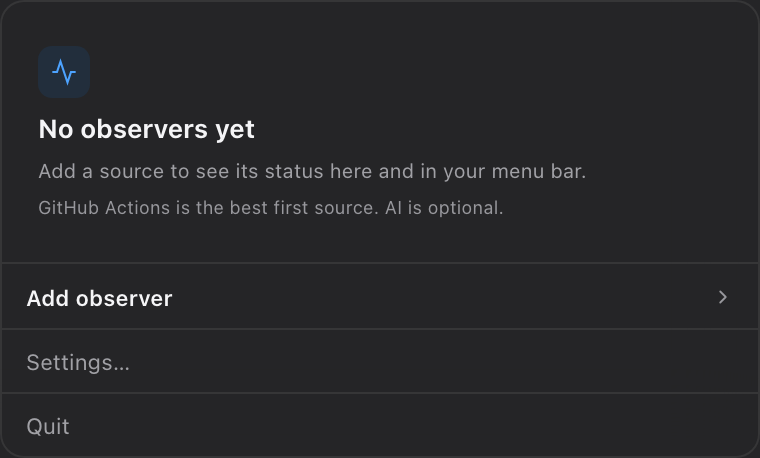 No observers yet
Add a source to see its status here and in your menu bar.
GitHub Actions is the best first source. AI is optional.
Add observer
Settings...
Quit